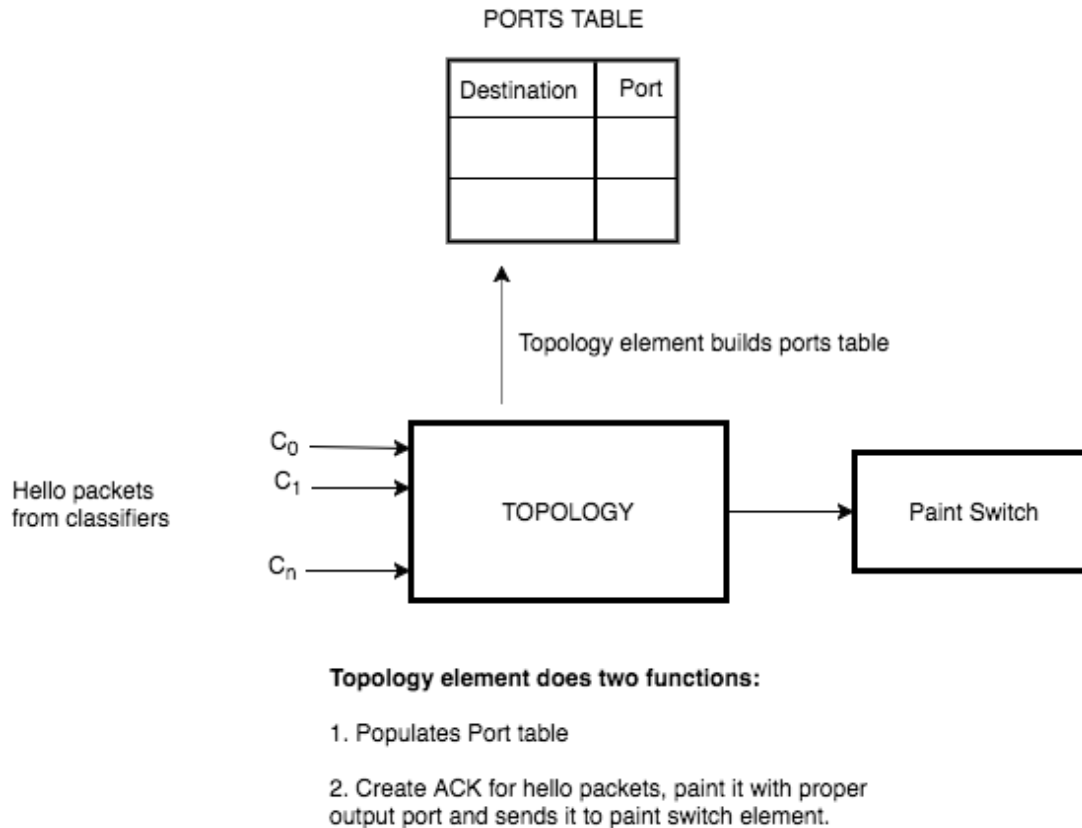 PORTS TABLE
Destination Port
Topology element builds ports table
C₀
C₁
Hello packets
from classifiers
TOPOLOGY
Paint Switch
Cₙ
Topology element does two functions:
1. Populates Port table
2. Create ACK for hello packets, paint it with proper
output port and sends it to paint switch element.